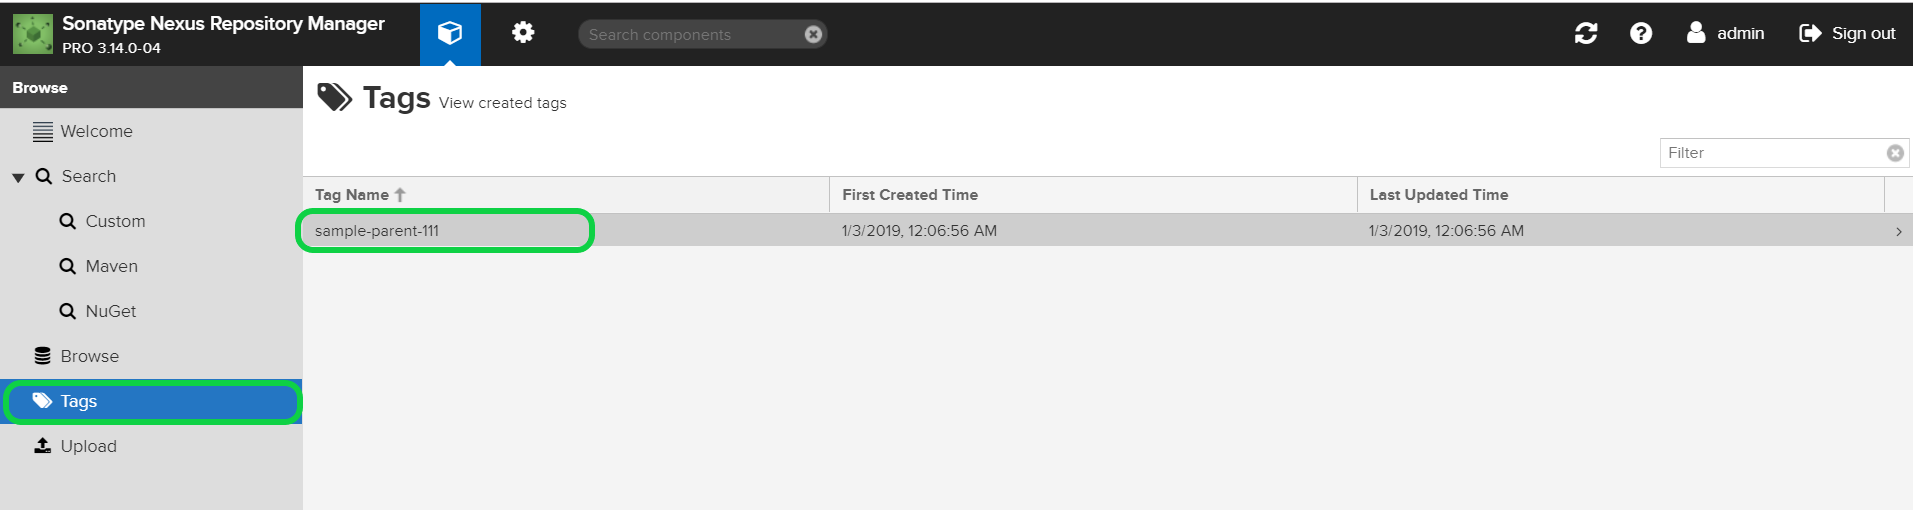 Sonatype Nexus Repository Manager
PRO 3.14.0-04
Search components
admin
Sign out
Browse
Welcome
Search
Custom
Maven
NuGet
Browse
Tags
Upload
Tags View created tags
Filter
Tag Name First Created Time Last Updated Time
sample-parent-111 1/3/2019, 12:06:56 AM 1/3/2019, 12:06:56 AM